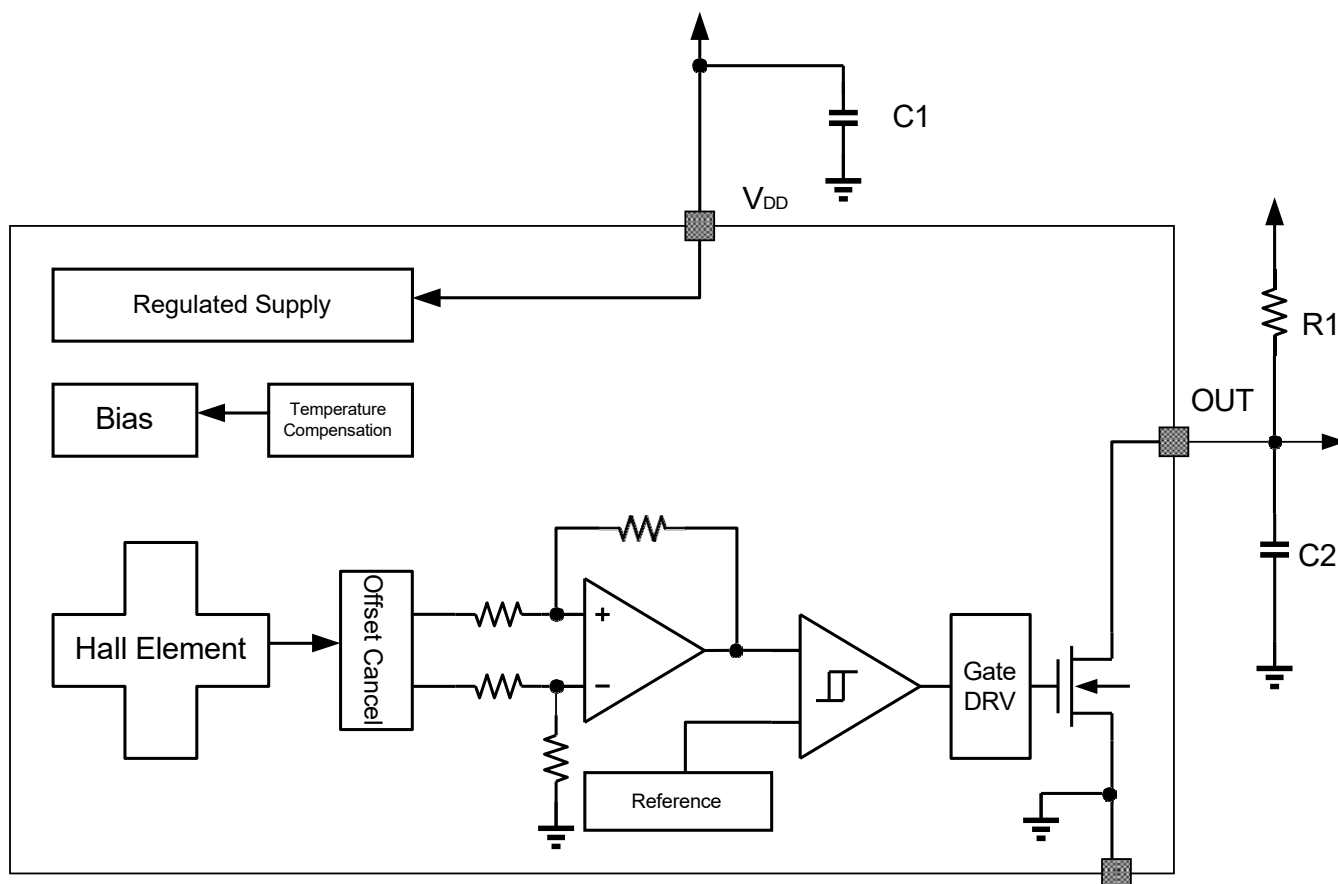 C1
VDD
Regulated Supply
R1
Bias
Temperature
Compensation
OUT
Hall Element
Offset Cancel
+
−
Gate
DRV
C2
Reference